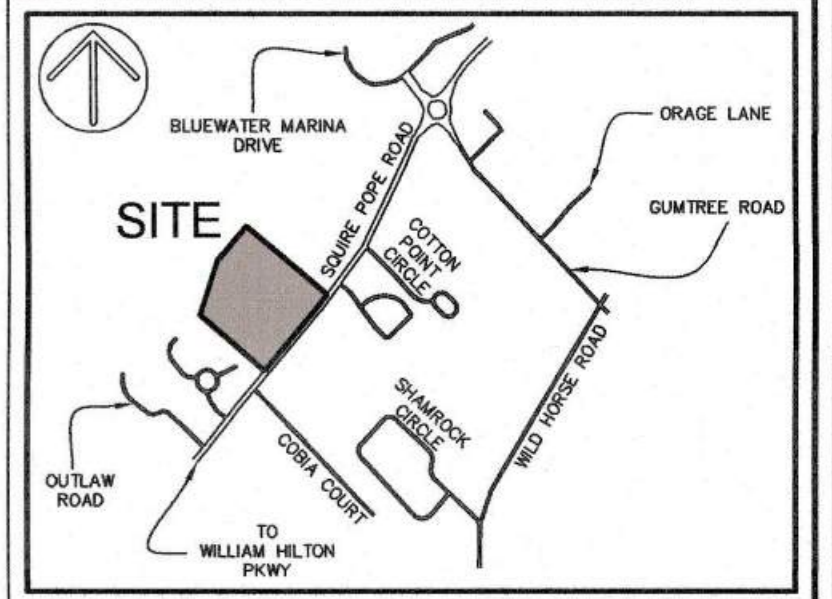 BLUEWATER MARINA
DRIVE
ORAGE LANE
GUMTREE ROAD
SITE
SQUIRE POPE ROAD
COTTON
POINT
CIRCLE
WILD HORSE ROAD
SHAMROCK
CIRCLE
COBIA COURT
OUTLAW
ROAD
TO
WILLIAM HILTON
PKWY